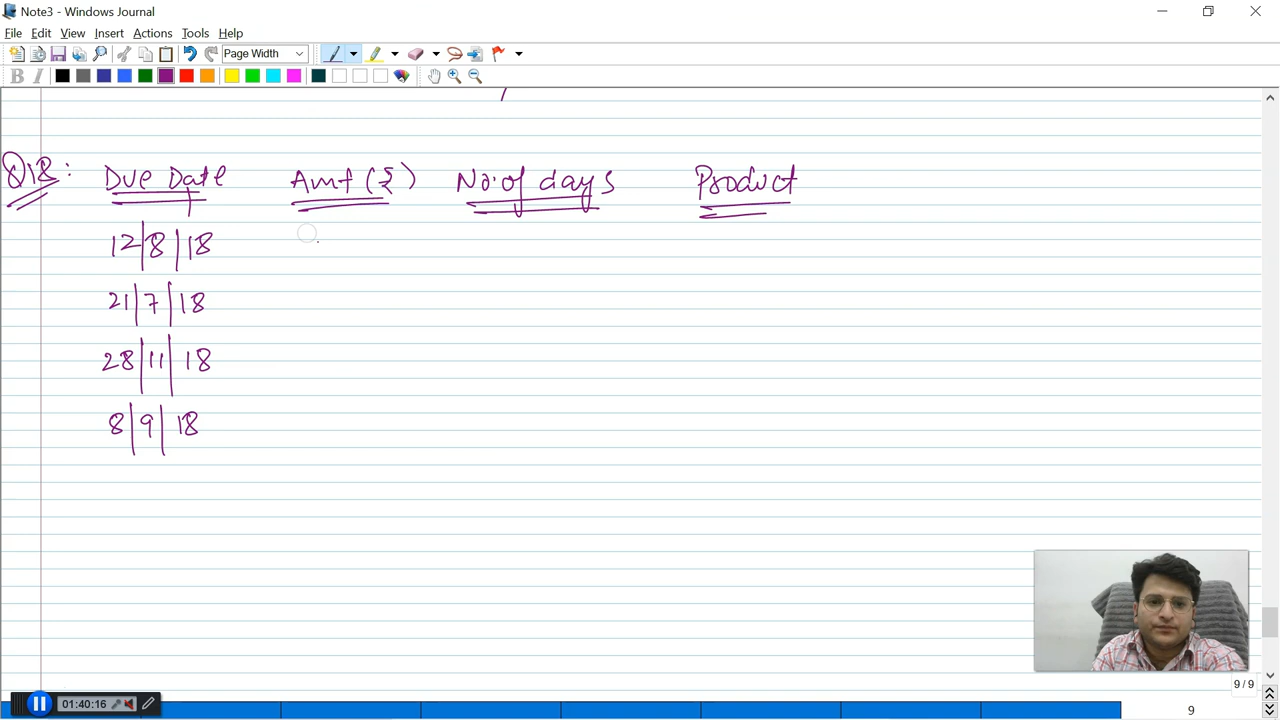 Note3 - Windows Journal
File Edit View Insert Actions Tools Help
Page Width
B I
Q18: Due Date Amt (₹) No. of days Product
12|8|18
21|7|18
28|11|18
8|9|18
9 / 9
01:40:16
9